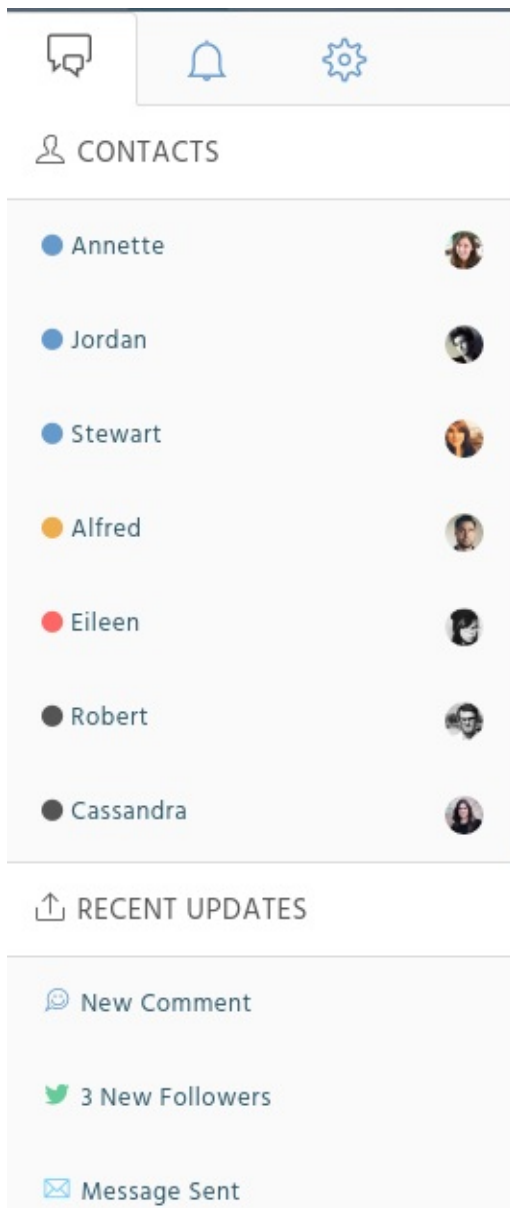 CONTACTS
Annette
Jordan
Stewart
Alfred
Eileen
Robert
Cassandra
RECENT UPDATES
New Comment
3 New Followers
Message Sent